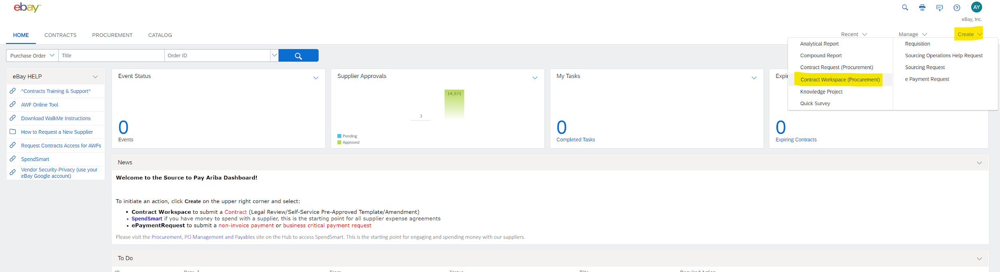 ebay™
AY
eBay, Inc.
HOME CONTRACTS PROCUREMENT CATALOG
Recent Manage Create
Analytical Report
Compound Report
Contract Request (Procurement)
Contract Workspace (Procurement)
Knowledge Project
Quick Survey
Requisition
Sourcing Operations Help Request
Sourcing Request
e Payment Request
Purchase Order Title Order ID
eBay HELP
^Contracts Training & Support^
AWF Online Tool
Download WalkMe Instructions
How to Request a New Supplier
Request Contracts Access for AWFs
SpendSmart
Vendor Security-Privacy (use your
eBay Google account)
Event Status
0
Events
Supplier Approvals
3
14,571
Pending
Approved
My Tasks
0
Completed Tasks
Expi
0
Expiring Contracts
News
Welcome to the Source to Pay Ariba Dashboard!
To initiate an action, click Create on the upper right corner and select:
• Contract Workspace to submit a Contract (Legal Review/Self-Service Pre-Approved Template/Amendment)
• SpendSmart if you have money to spend with a supplier, this is the starting point for all supplier expense agreements
• ePaymentRequest to submit a non-invoice payment or business critical payment request
Please visit the Procurement, PO Management and Payables site on the Hub to access SpendSmart. This is the starting point for engaging and spending money with our suppliers.
To Do
ID Date ↓ From Status Title Required Action